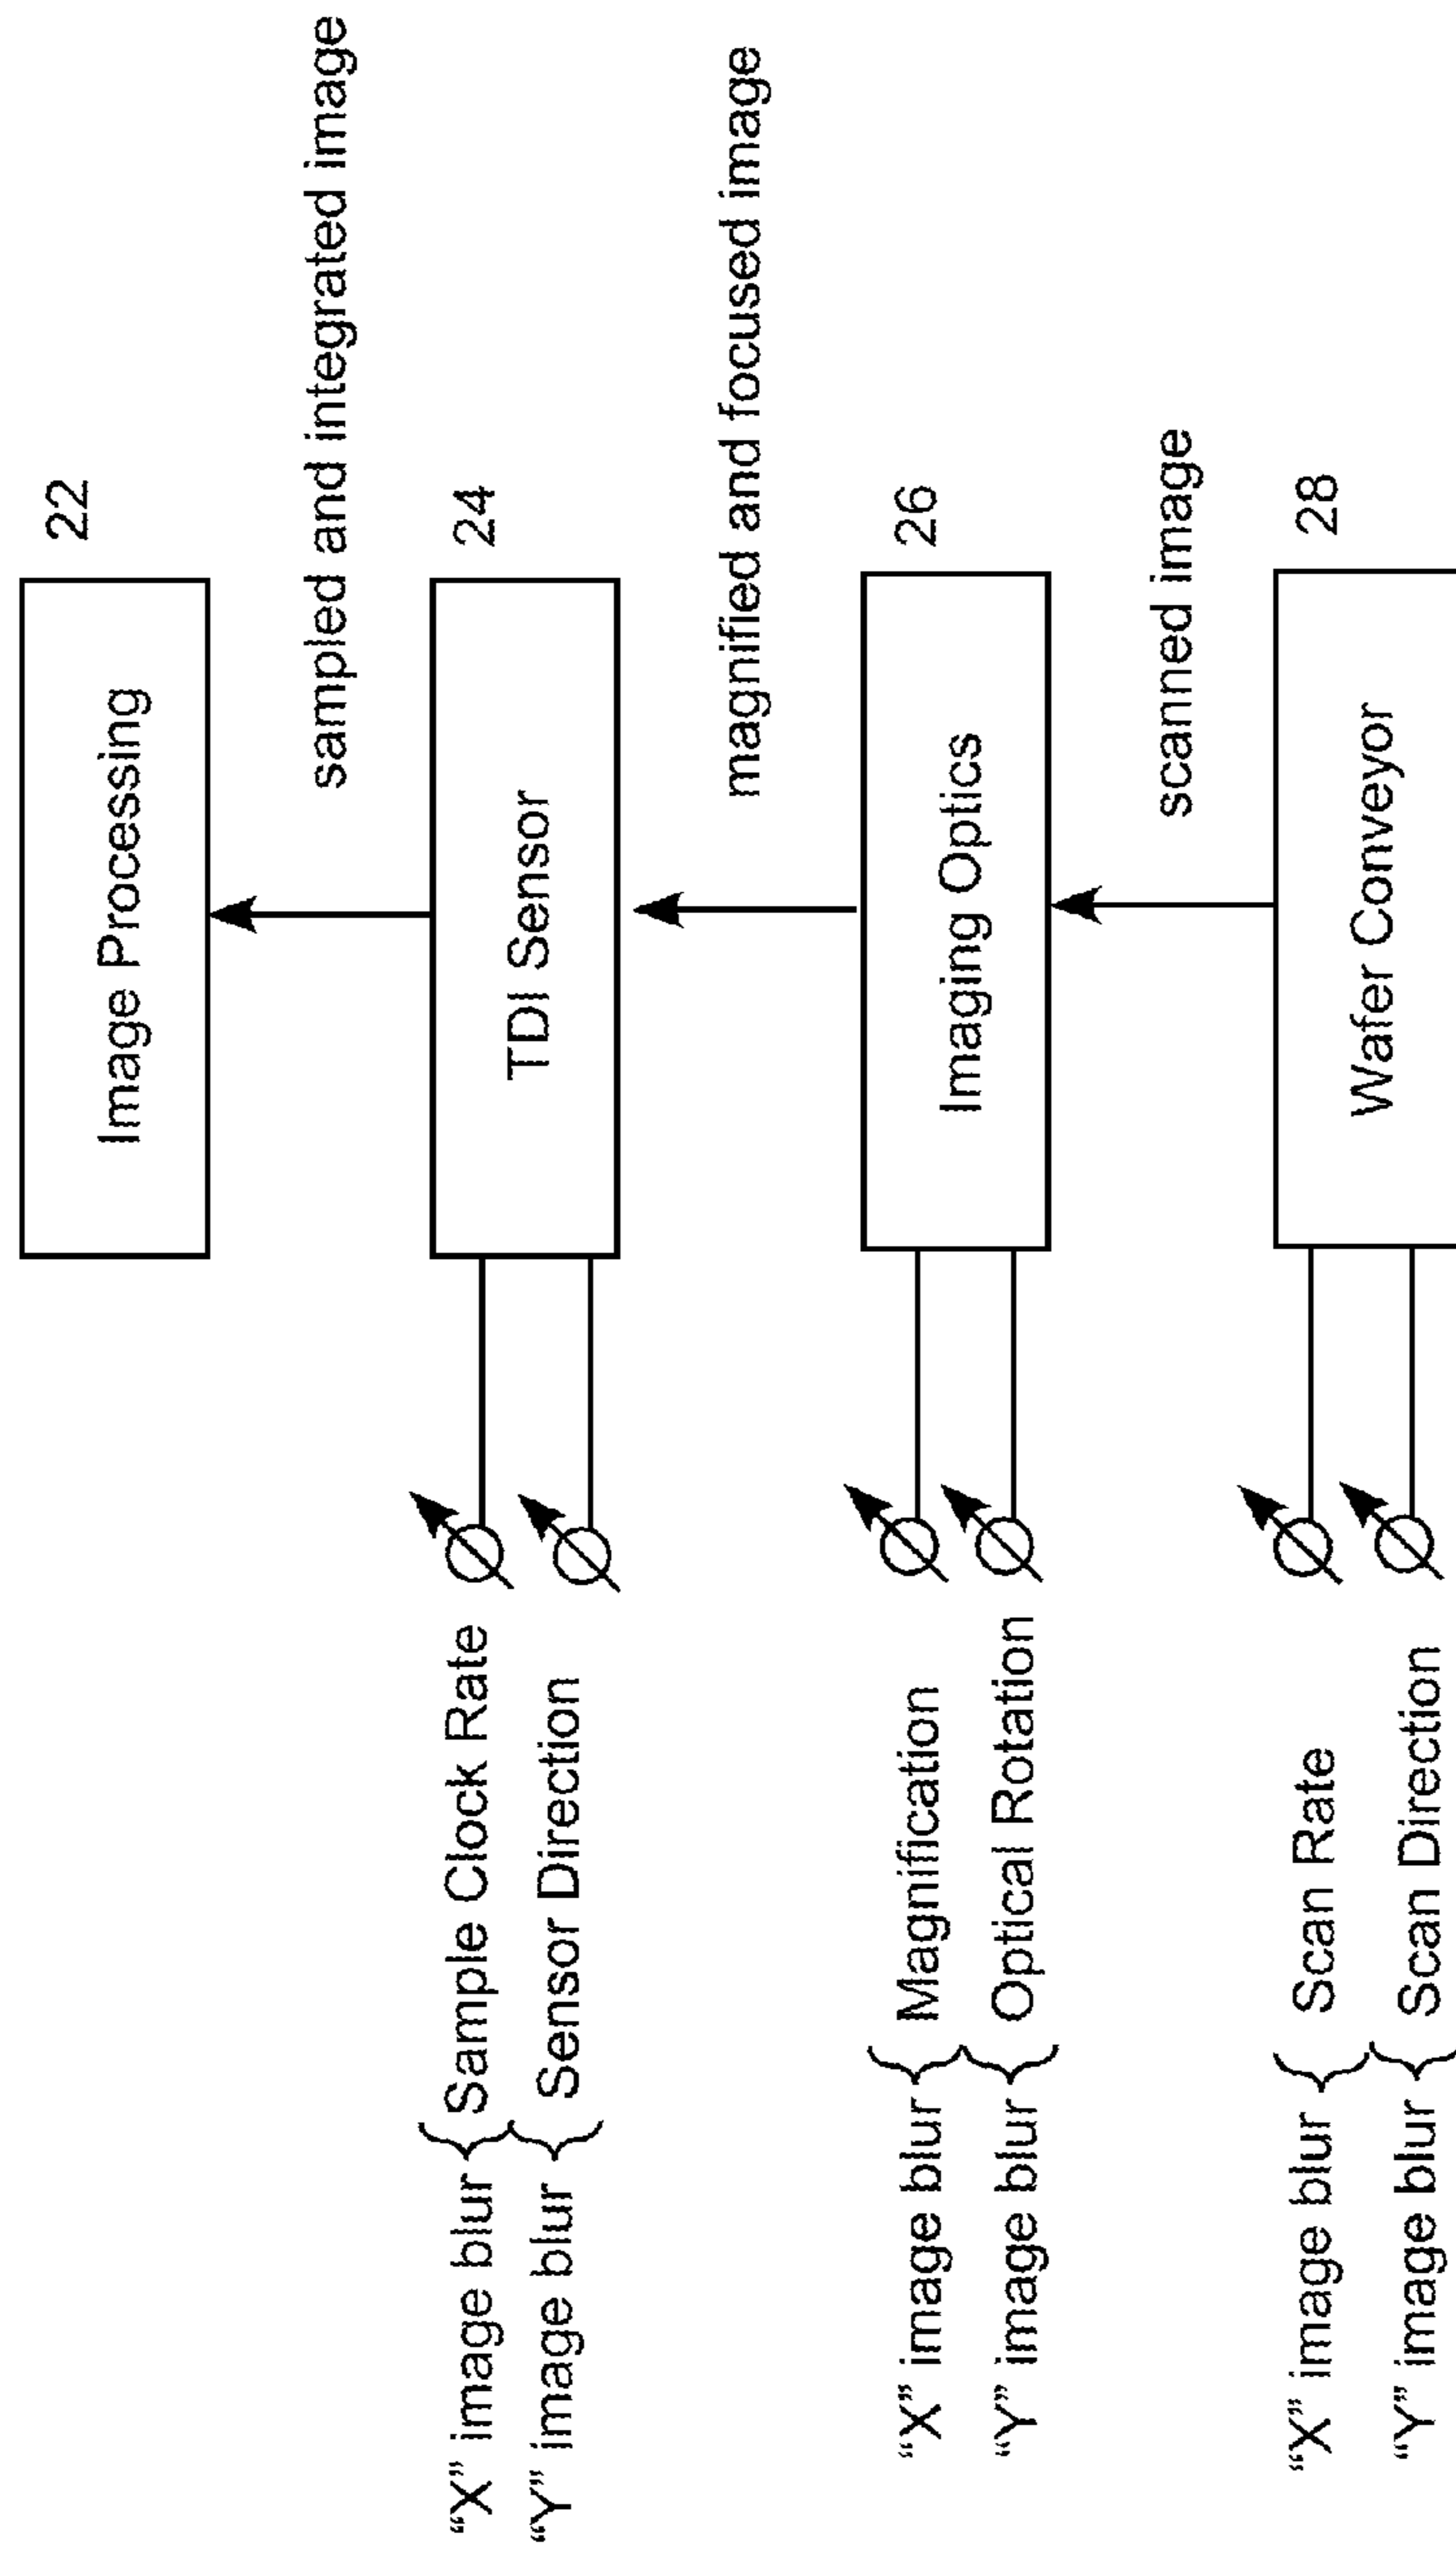 22
Image Processing
sampled and integrated image
24
TDI Sensor
"X" image blur
Sample Clock Rate
"Y" image blur
Sensor Direction
magnified and focused image
26
Imaging Optics
"X" image blur
Magnification
"Y" image blur
Optical Rotation
scanned image
28
Wafer Conveyor
"X" image blur
Scan Rate
"Y" image blur
Scan Direction